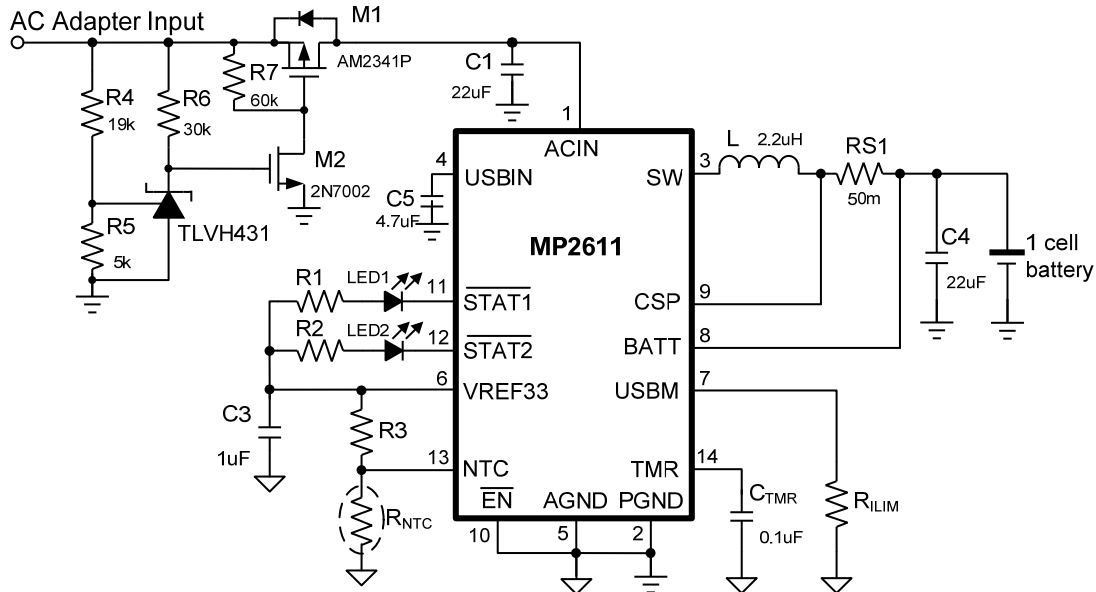 AC Adapter Input
M1
AM2341P
R7
60k
C1
22uF
R4
19k
R6
30k
1
ACIN
M2
2N7002
4
USBIN
C5
4.7uF
SW
3
L 2.2uH
RS1
50m
R5
5k
TLVH431
MP2611
C4
22uF
1 cell
battery
R1
LED1
11
STAT1
CSP
9
R2
LED2
12
STAT2
BATT
8
6
VREF33
USBM
7
C3
1uF
R3
13
NTC
TMR
14
RNTC
EN
AGND
PGND
10
5
2
CTMR
0.1uF
RILIM